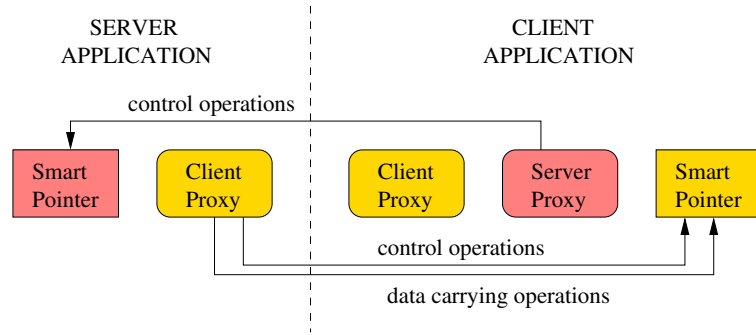 SERVER
APPLICATION
CLIENT
APPLICATION
control operations
Smart
Pointer
Client
Proxy
Client
Proxy
Server
Proxy
Smart
Pointer
control operations
data carrying operations